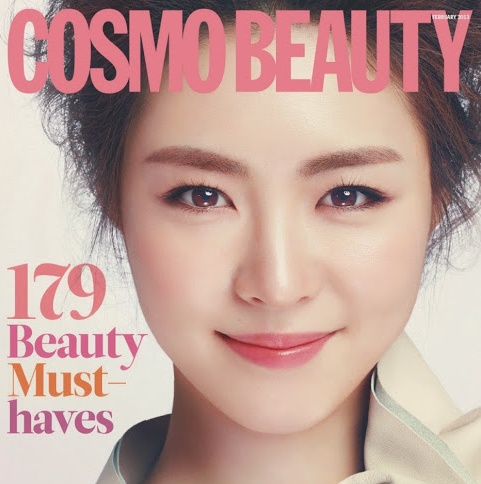 COSMO BEAUTY
FEBRUARY 2013
179
Beauty
Must-
haves